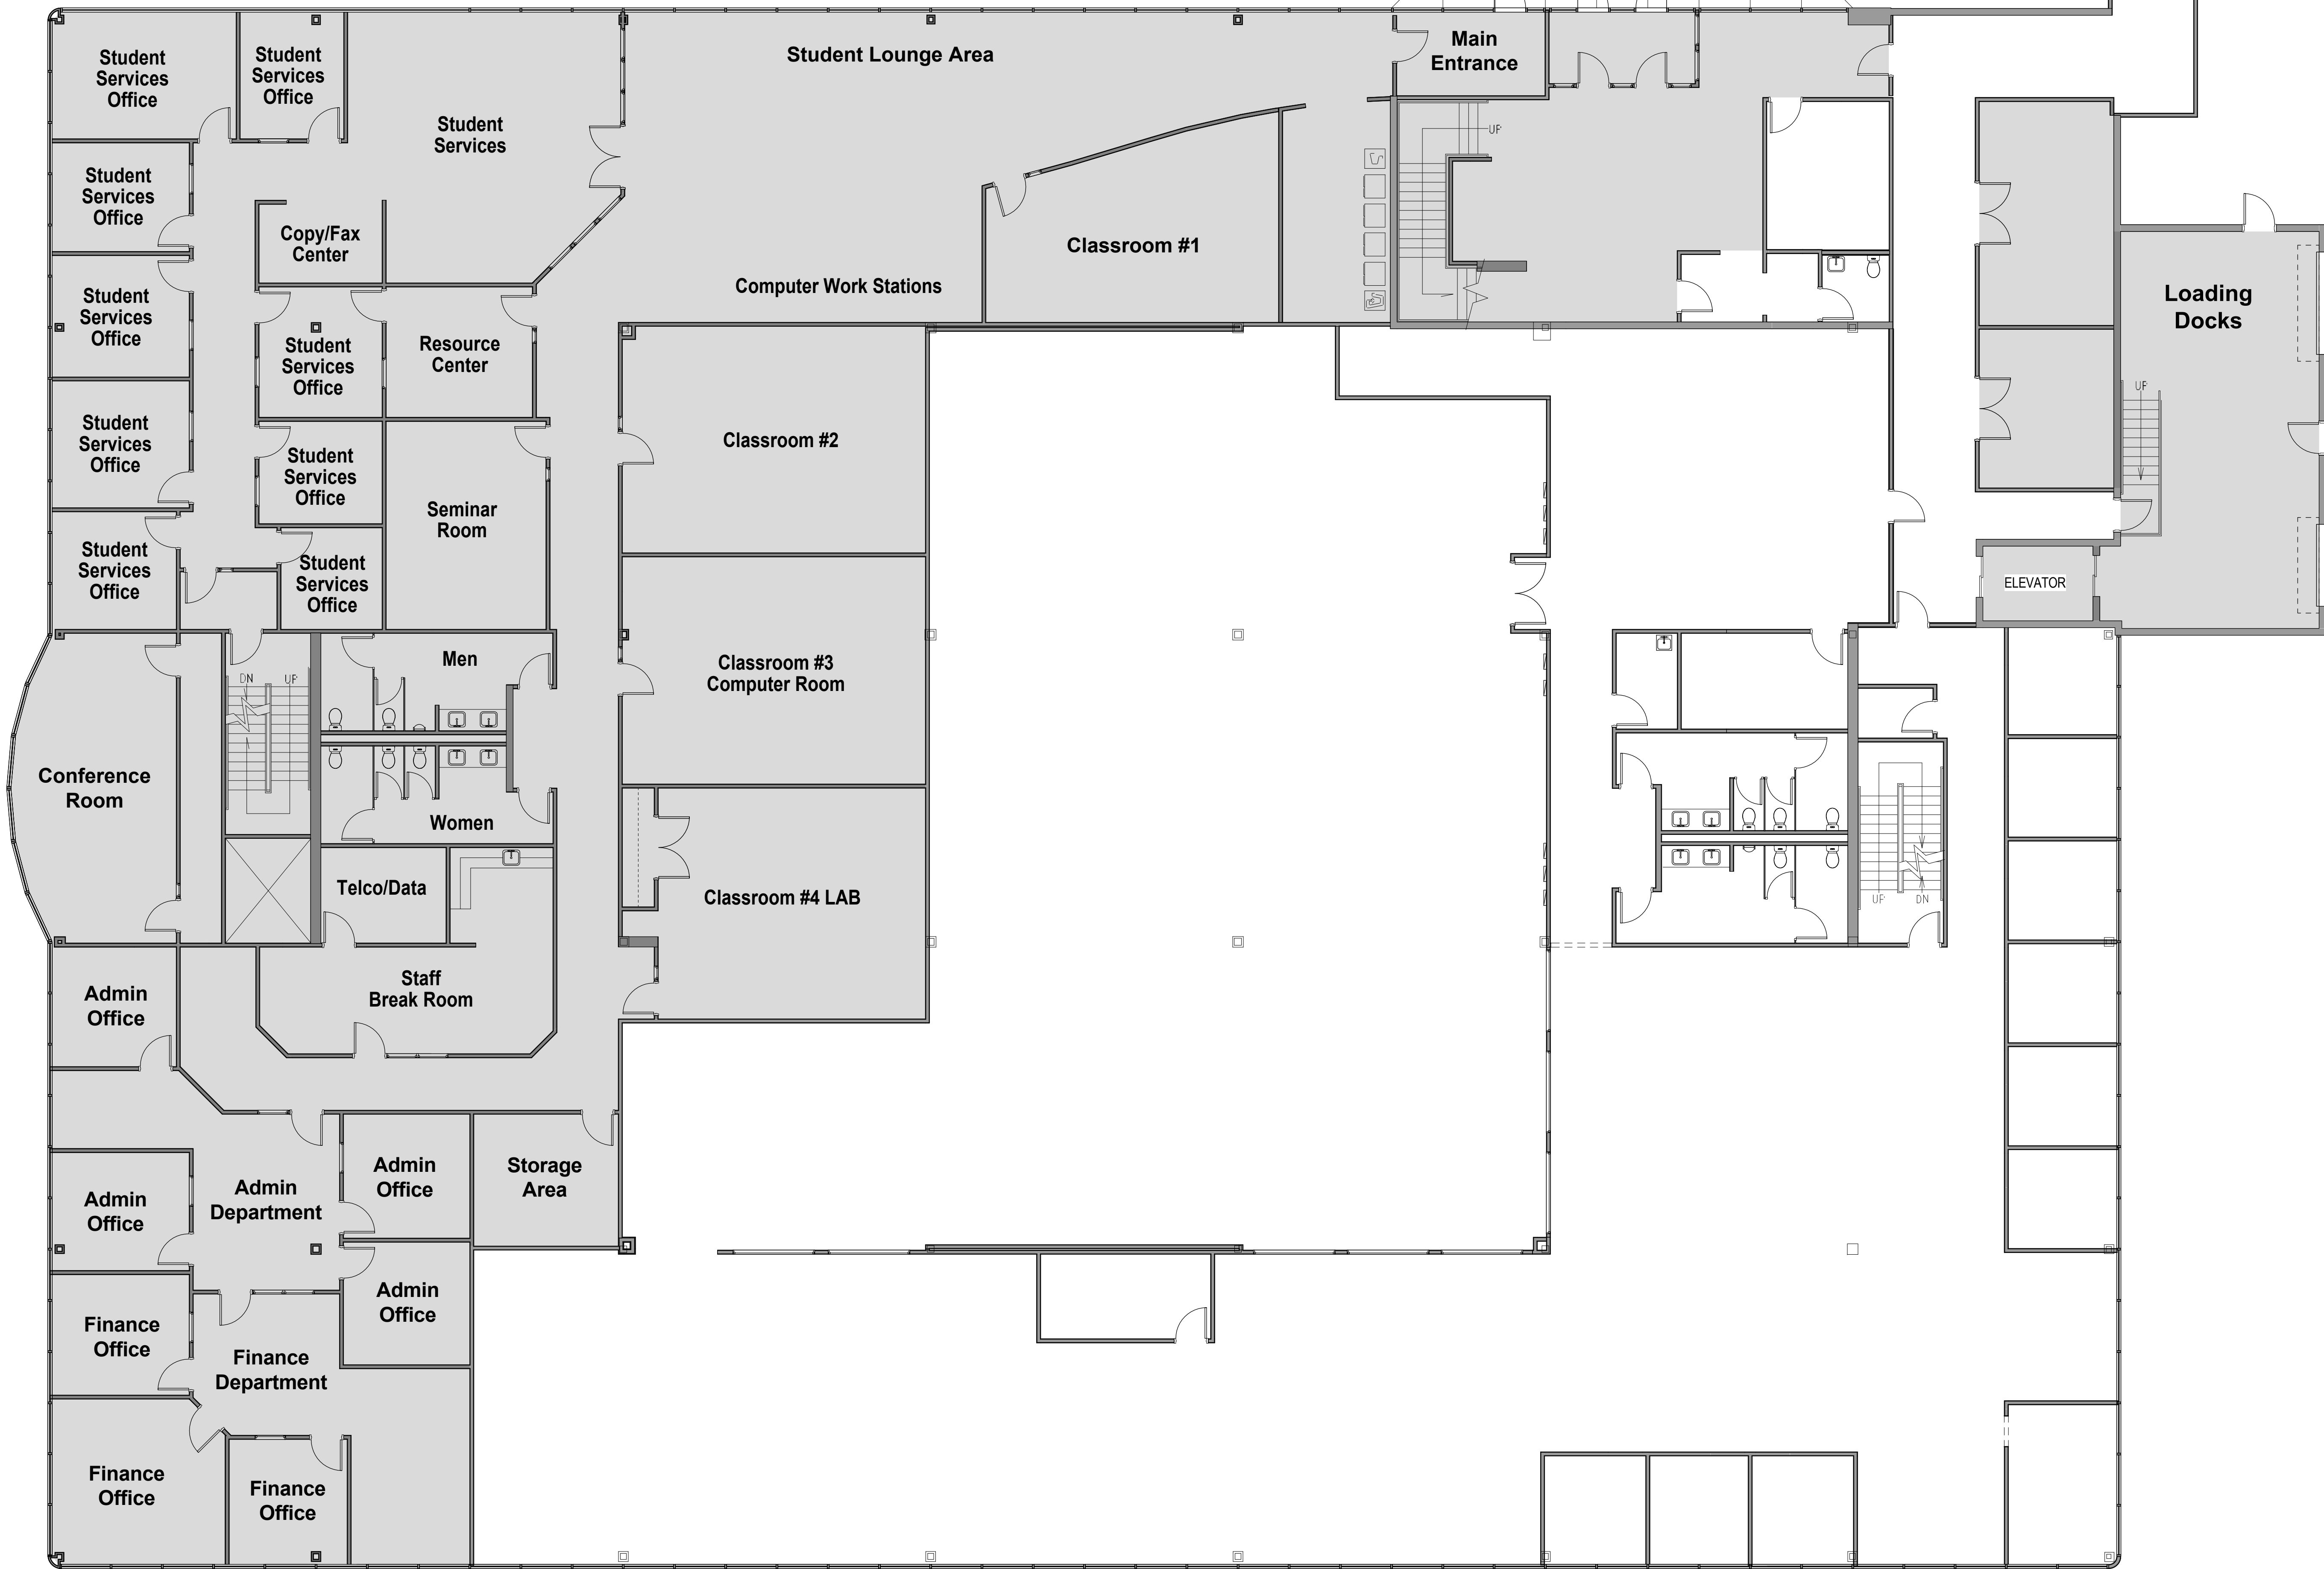 Student
Services
Office
Student
Services
Office
Student
Services
Student Lounge Area
Main
Entrance
UP
Student
Services
Office
Copy/Fax
Center
Classroom #1
Computer Work Stations
Loading
Docks
Student
Services
Office
Student
Services
Office
Resource
Center
UP
Student
Services
Office
Student
Services
Office
Classroom #2
Seminar
Room
Student
Services
Office
Student
Services
Office
ELEVATOR
Men
DN
UP
Classroom #3
Computer Room
Conference
Room
Women
Telco/Data
Classroom #4 LAB
UP
DN
Admin
Office
Staff
Break Room
Admin
Office
Admin
Department
Admin
Office
Storage
Area
Admin
Office
Finance
Office
Finance
Department
Finance
Office
Finance
Office